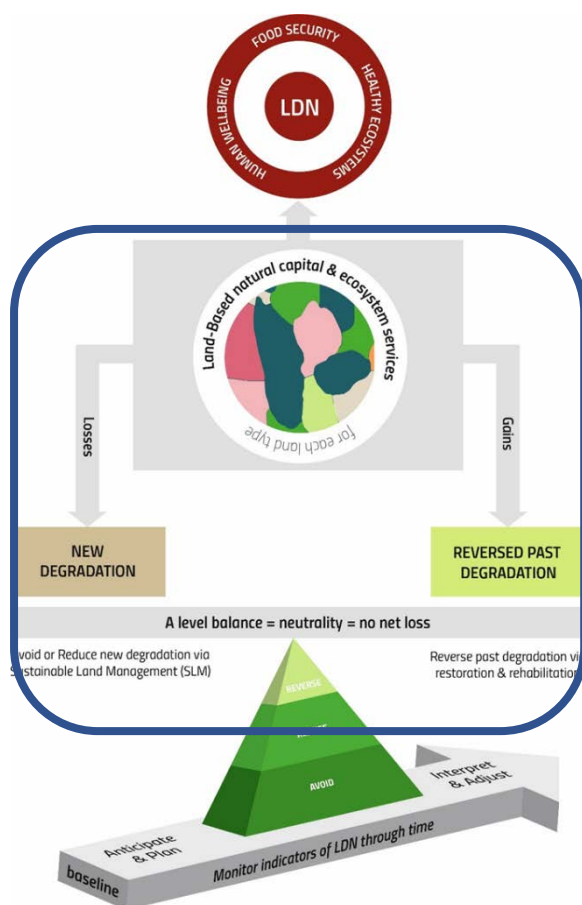 FOOD SECURITY
HUMAN WELLBEING
HEALTHY ECOSYSTEMS
LDN
Land-Based natural capital & ecosystem services
for each land type
Losses
Gains
NEW
DEGRADATION
REVERSED PAST
DEGRADATION
A level balance = neutrality = no net loss
void or Reduce new degradation via
Sustainable Land Management (SLM)
Reverse past degradation via
restoration & rehabilitation
REVERSE
AVOID
Anticipate
& Plan
Interpret
& Adjust
baseline
Monitor indicators of LDN through time